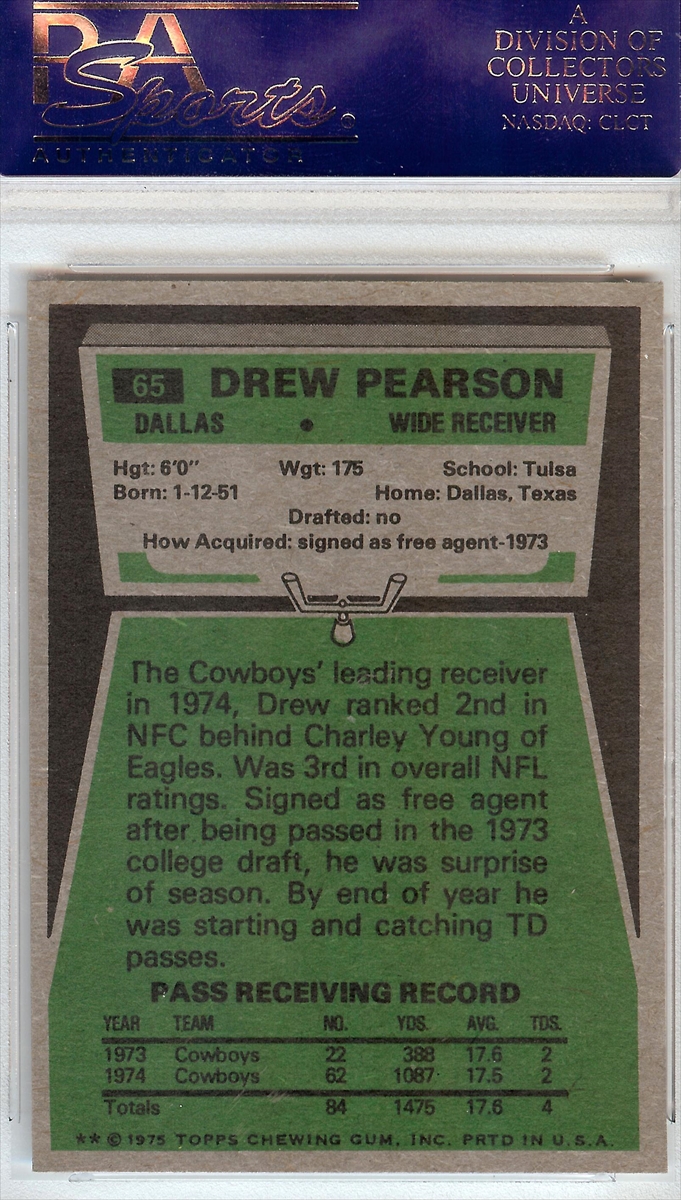 PSA
A
DIVISION OF
COLLECTORS
UNIVERSE
NASDAQ: CLCT
Sports
AUTHENTICATOR
65 DREW PEARSON
DALLAS • WIDE RECEIVER
Hgt: 6'0" Wgt: 175 School: Tulsa
Born: 1-12-51 Home: Dallas, Texas
Drafted: no
How Acquired: signed as free agent-1973
The Cowboys' leading receiver
in 1974, Drew ranked 2nd in
NFC behind Charley Young of
Eagles. Was 3rd in overall NFL
ratings. Signed as free agent
after being passed in the 1973
college draft, he was surprise
of season. By end of year he
was starting and catching TD
passes.
PASS RECEIVING RECORD
YEAR TEAM NO. YDS. AVG. TDS.
1973 Cowboys 22 388 17.6 2
1974 Cowboys 62 1087 17.5 2
Totals 84 1475 17.6 4
** © 1975 TOPPS CHEWING GUM, INC. PRTD IN U.S.A.